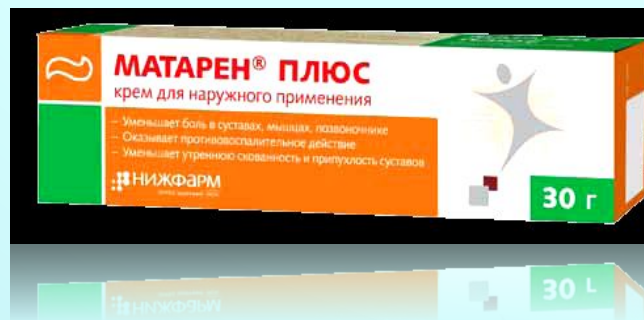 МАТАРЕН® ПЛЮС
крем для наружного применения
– Уменьшает боль в суставах, мышцах, позвоночнике
– Оказывает противовоспалительное действие
– Уменьшает утреннюю скованность и припухлость суставов
НИЖФАРМ
30 г